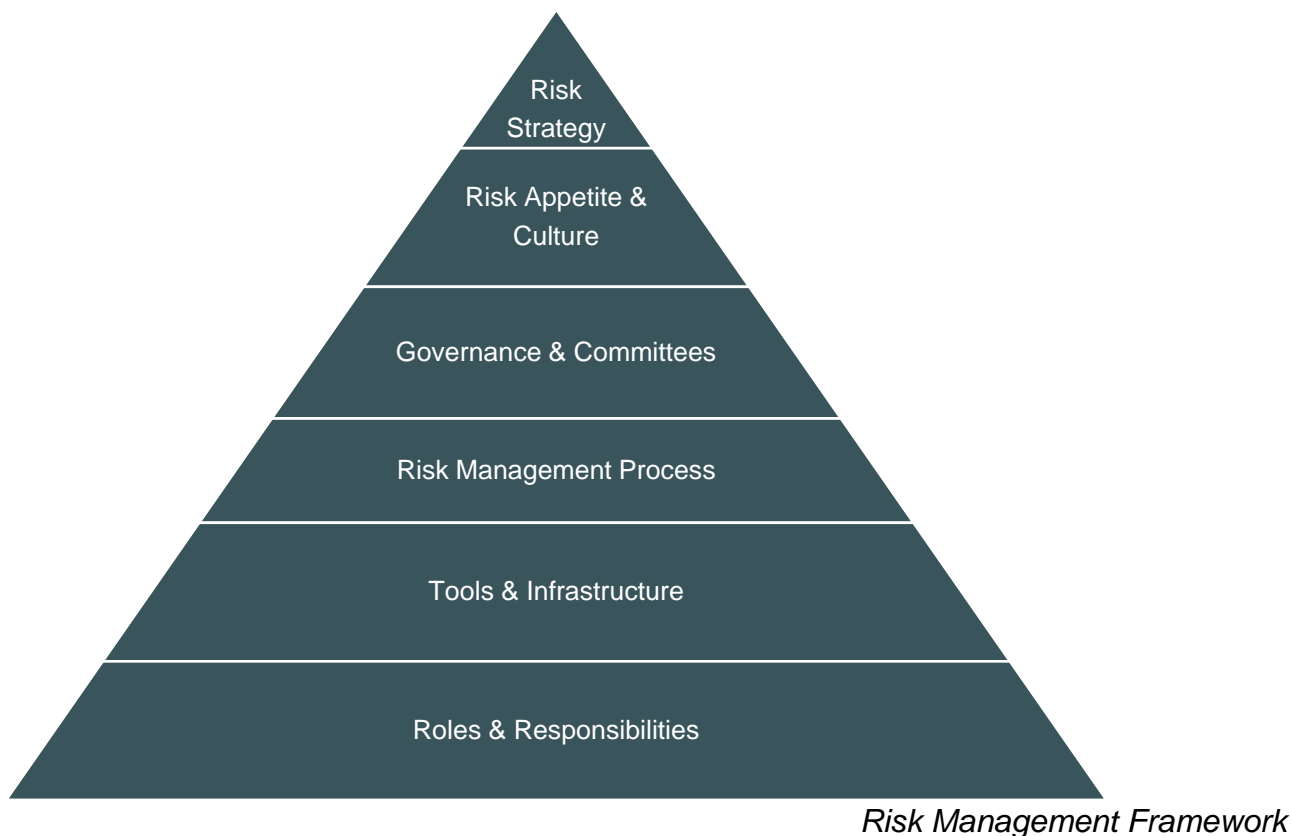 Risk
Strategy
Risk Appetite &
Culture
Governance & Committees
Risk Management Process
Tools & Infrastructure
Roles & Responsibilities
Risk Management Framework